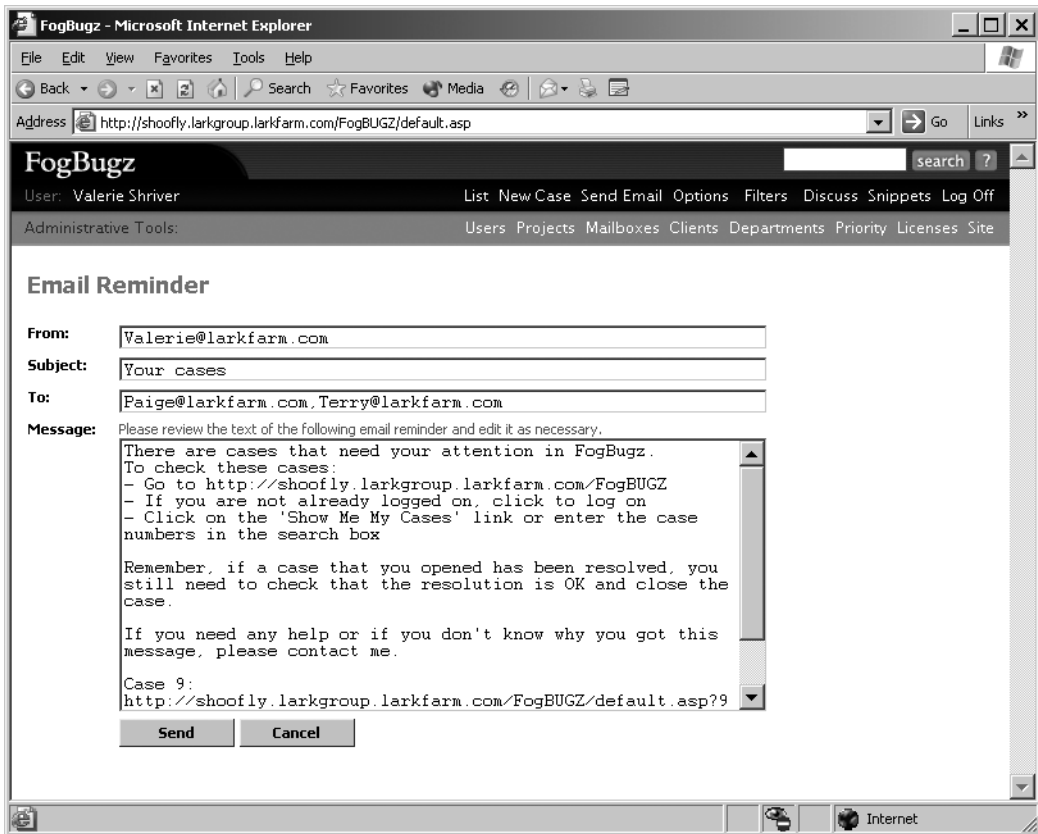 FogBugz - Microsoft Internet Explorer
File Edit View Favorites Tools Help
Back Search Favorites Media
Address http://shoofly.larkgroup.larkfarm.com/FogBUGZ/default.asp Go Links »
FogBugz search ?
User: Valerie Shriver List New Case Send Email Options Filters Discuss Snippets Log Off
Administrative Tools: Users Projects Mailboxes Clients Departments Priority Licenses Site
Email Reminder
From: Valerie@larkfarm.com
Subject: Your cases
To: Paige@larkfarm.com,Terry@larkfarm.com
Message: Please review the text of the following email reminder and edit it as necessary.
There are cases that need your attention in FogBugz.
To check these cases:
- Go to http://shoofly.larkgroup.larkfarm.com/FogBUGZ
- If you are not already logged on, click to log on
- Click on the 'Show Me My Cases' link or enter the case
numbers in the search box
Remember, if a case that you opened has been resolved, you
still need to check that the resolution is OK and close the
case.
If you need any help or if you don't know why you got this
message, please contact me.
Case 9:
http://shoofly.larkgroup.larkfarm.com/FogBUGZ/default.asp?9
Send Cancel
Internet